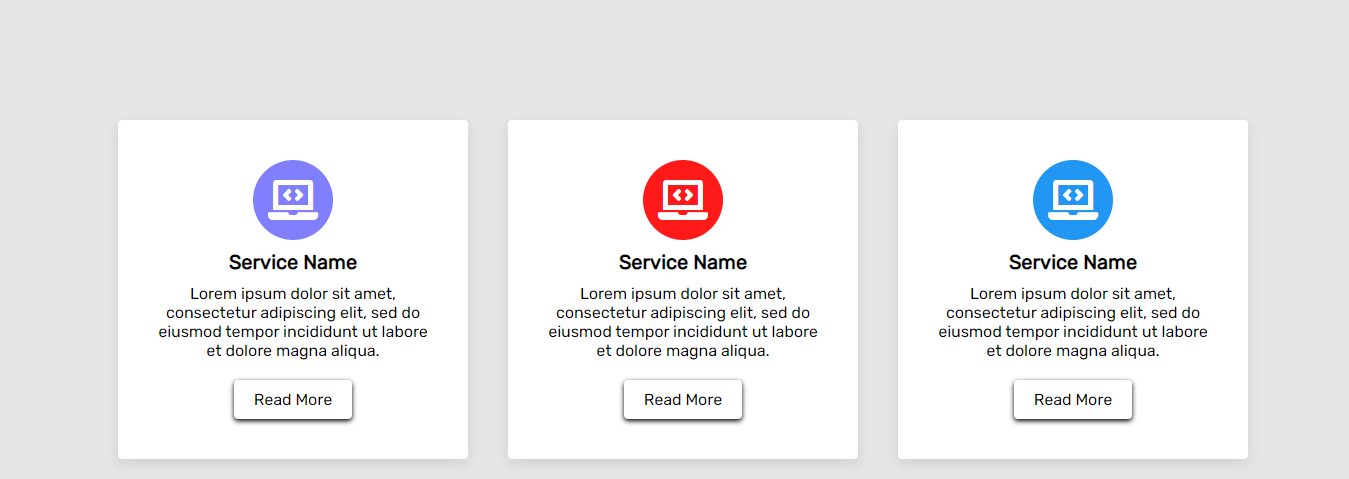 Service Name
Lorem ipsum dolor sit amet,
consectetur adipiscing elit, sed do
eiusmod tempor incididunt ut labore
et dolore magna aliqua.
Read More
Service Name
Lorem ipsum dolor sit amet,
consectetur adipiscing elit, sed do
eiusmod tempor incididunt ut labore
et dolore magna aliqua.
Read More
Service Name
Lorem ipsum dolor sit amet,
consectetur adipiscing elit, sed do
eiusmod tempor incididunt ut labore
et dolore magna aliqua.
Read More